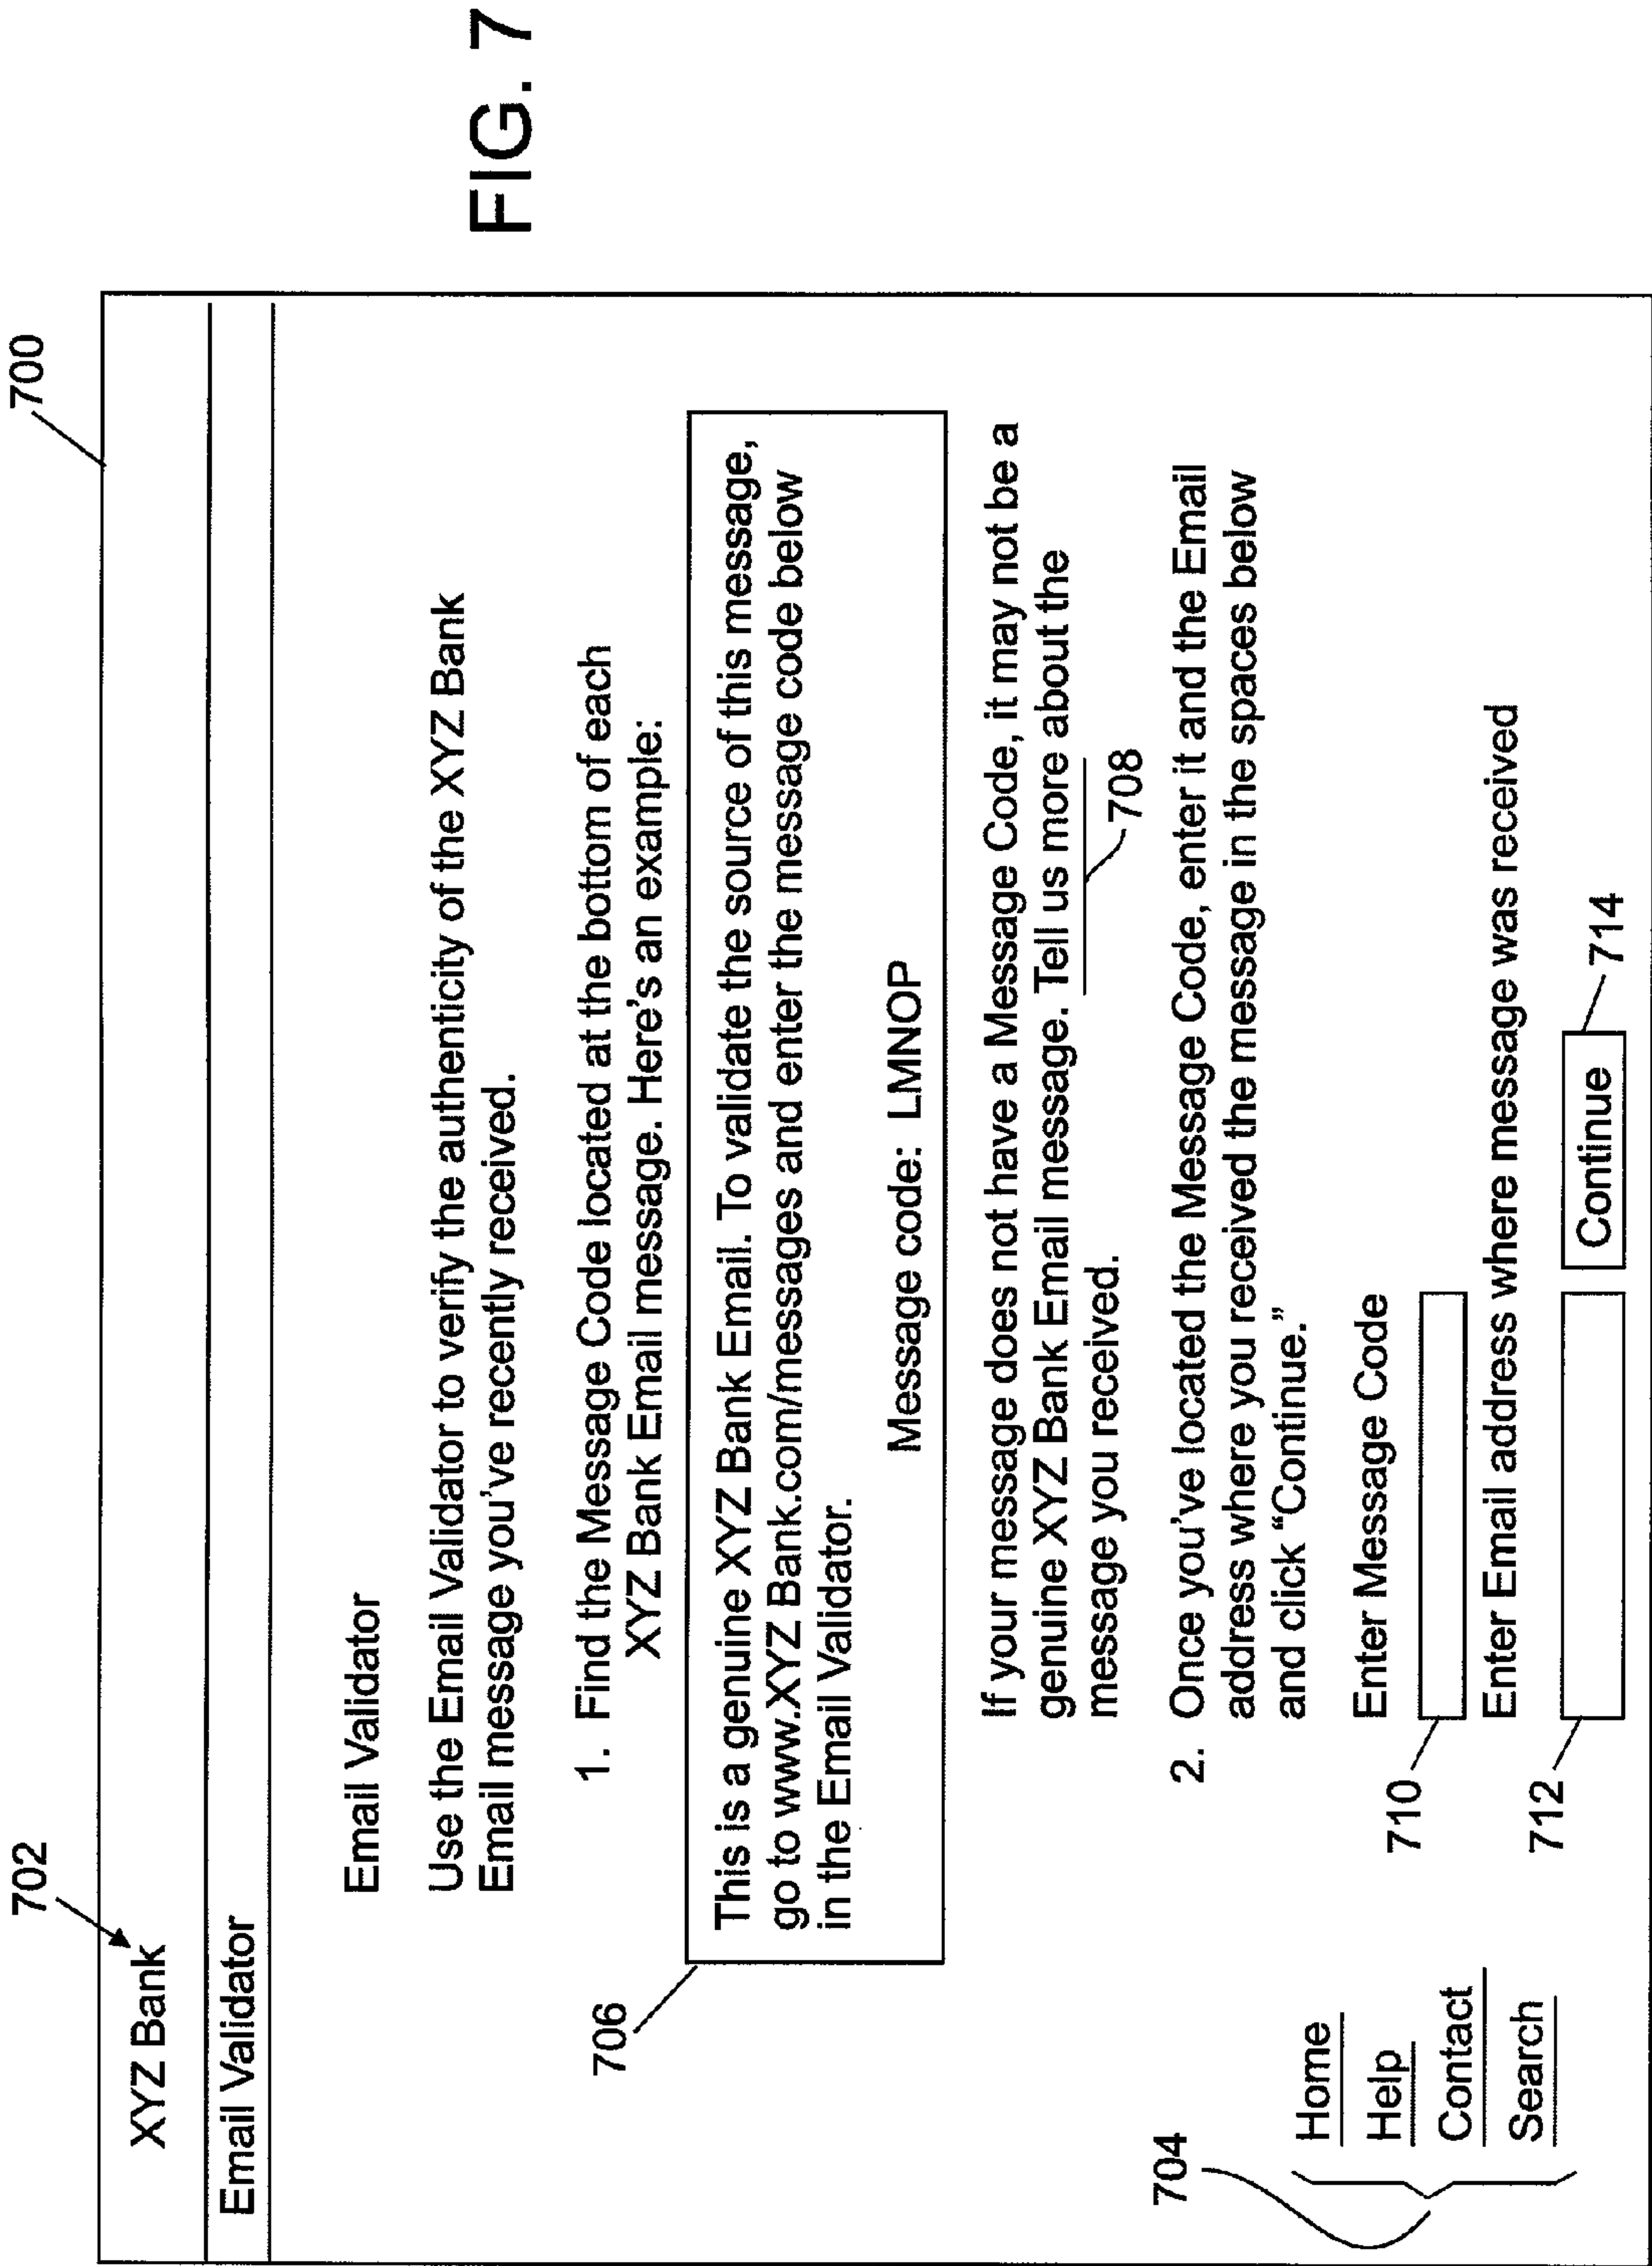 702
700
XYZ Bank
Email Validator
Email Validator
Use the Email Validator to verify the authenticity of the XYZ Bank
Email message you've recently received.
1. Find the Message Code located at the bottom of each
XYZ Bank Email message. Here's an example:
706
This is a genuine XYZ Bank Email. To validate the source of this message,
go to www.XYZ Bank.com/messages and enter the message code below
in the Email Validator.
Message code: LMNOP
If your message does not have a Message Code, it may not be a
genuine XYZ Bank Email message. Tell us more about the
message you received.
708
2. Once you've located the Message Code, enter it and the Email
address where you received the message in the spaces below
and click “Continue.”
704
Home
Help
Contact
Search
Enter Message Code
710
Enter Email address where message was received
712
Continue
714
FIG. 7